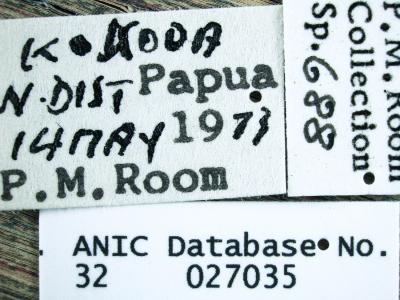 KOKODA
N. DIST Papua
14 MAY 1973
P.M. Room
P.M. Room
Collection
Sp. 688
ANIC Database No.
32 027035